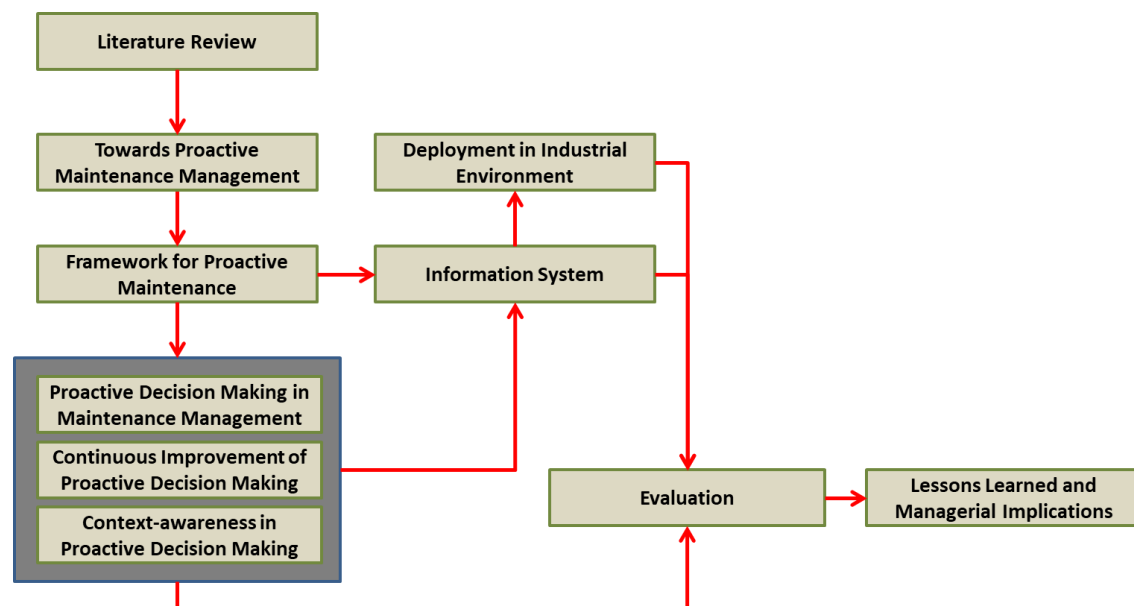 Literature Review
Towards Proactive
Maintenance Management
Deployment in Industrial
Environment
Framework for Proactive
Maintenance
Information System
Proactive Decision Making in
Maintenance Management
Continuous Improvement of
Proactive Decision Making
Context-awareness in
Proactive Decision Making
Evaluation
Lessons Learned and
Managerial Implications